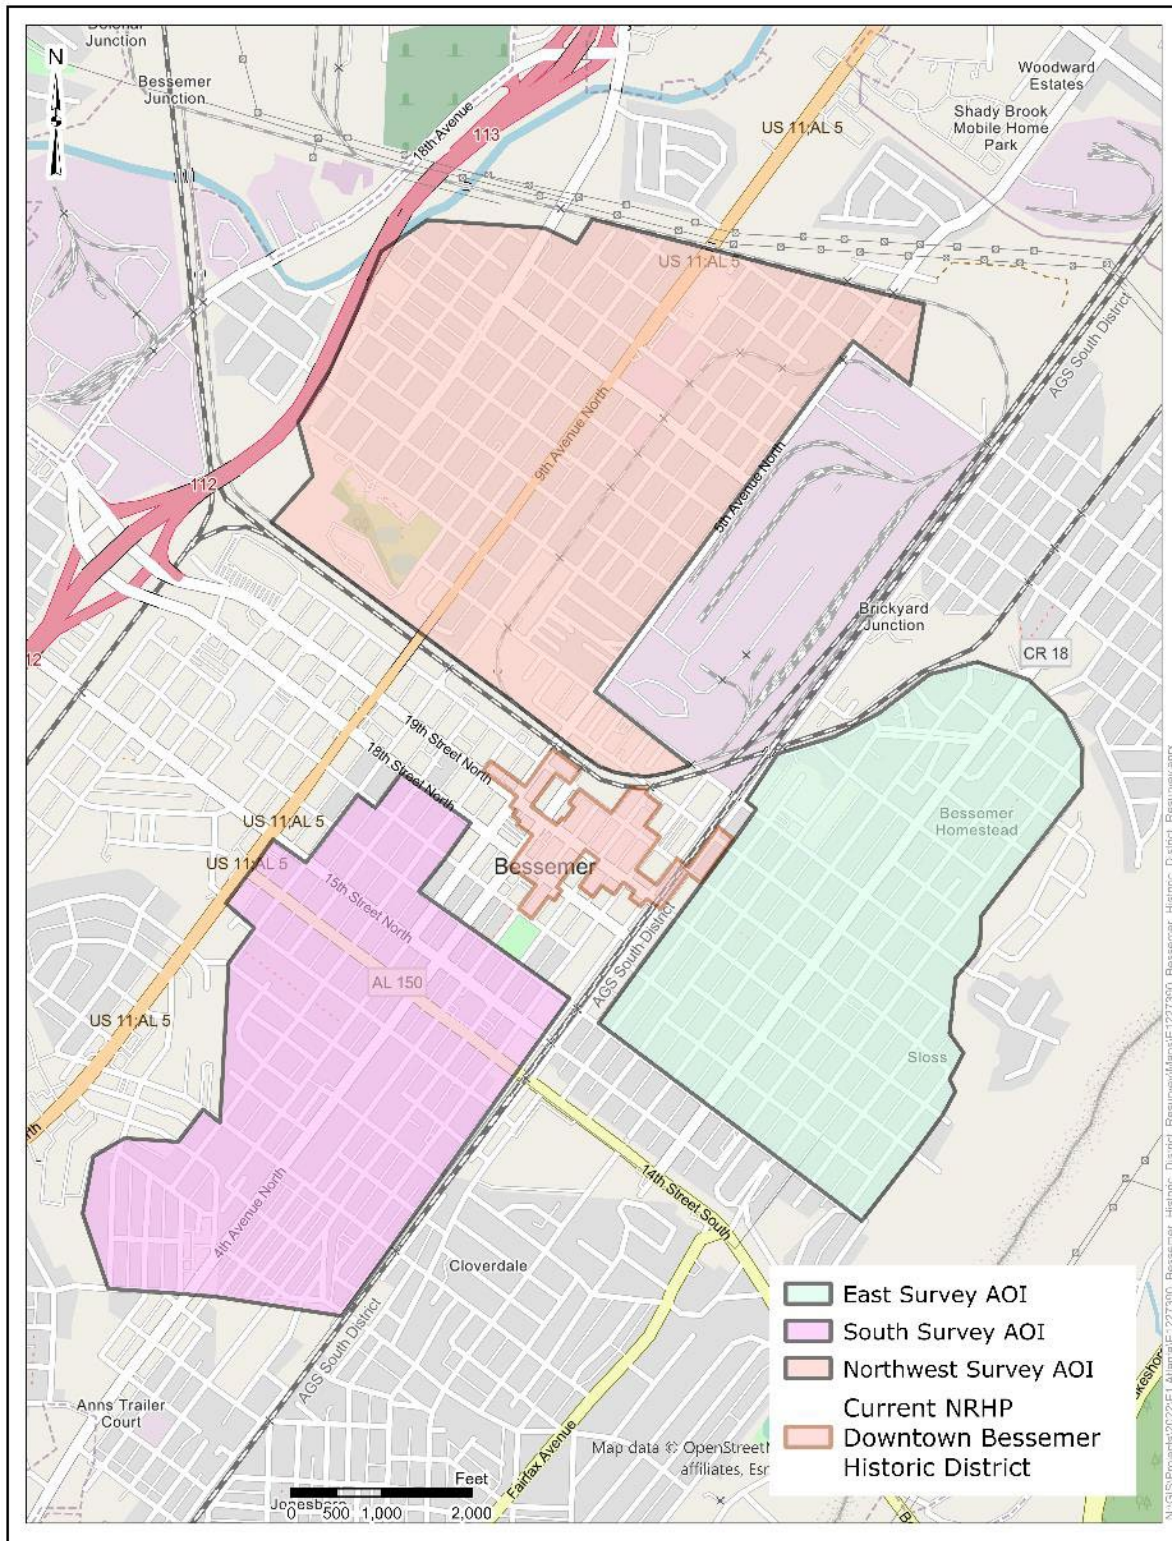 Junction
N
Bessemer
Junction
18th Avenue
113
US 11;AL 5
Woodward
Estates
Shady Brook
Mobile Home
Park
US 11;AL 5
AGS South District
9th Avenue North
112
5th Avenue North
Brickyard
Junction
CR 18
12
19th Street North
18th Street North
Bessemer
Homestead
US 11;AL 5
US 11;AL 5
Bessemer
15th Street North
AGS South District
AL 150
US 11;AL 5
Sloss
14th Street South
4th Avenue North
Cloverdale
AGS South District
Anns Trailer
Court
Fairfax Avenue
East Survey AOI
South Survey AOI
Northwest Survey AOI
Current NRHP
Downtown Bessemer
Historic District
Map data © OpenStreet
affiliates, Esr
Feet
0 500 1,000 2,000